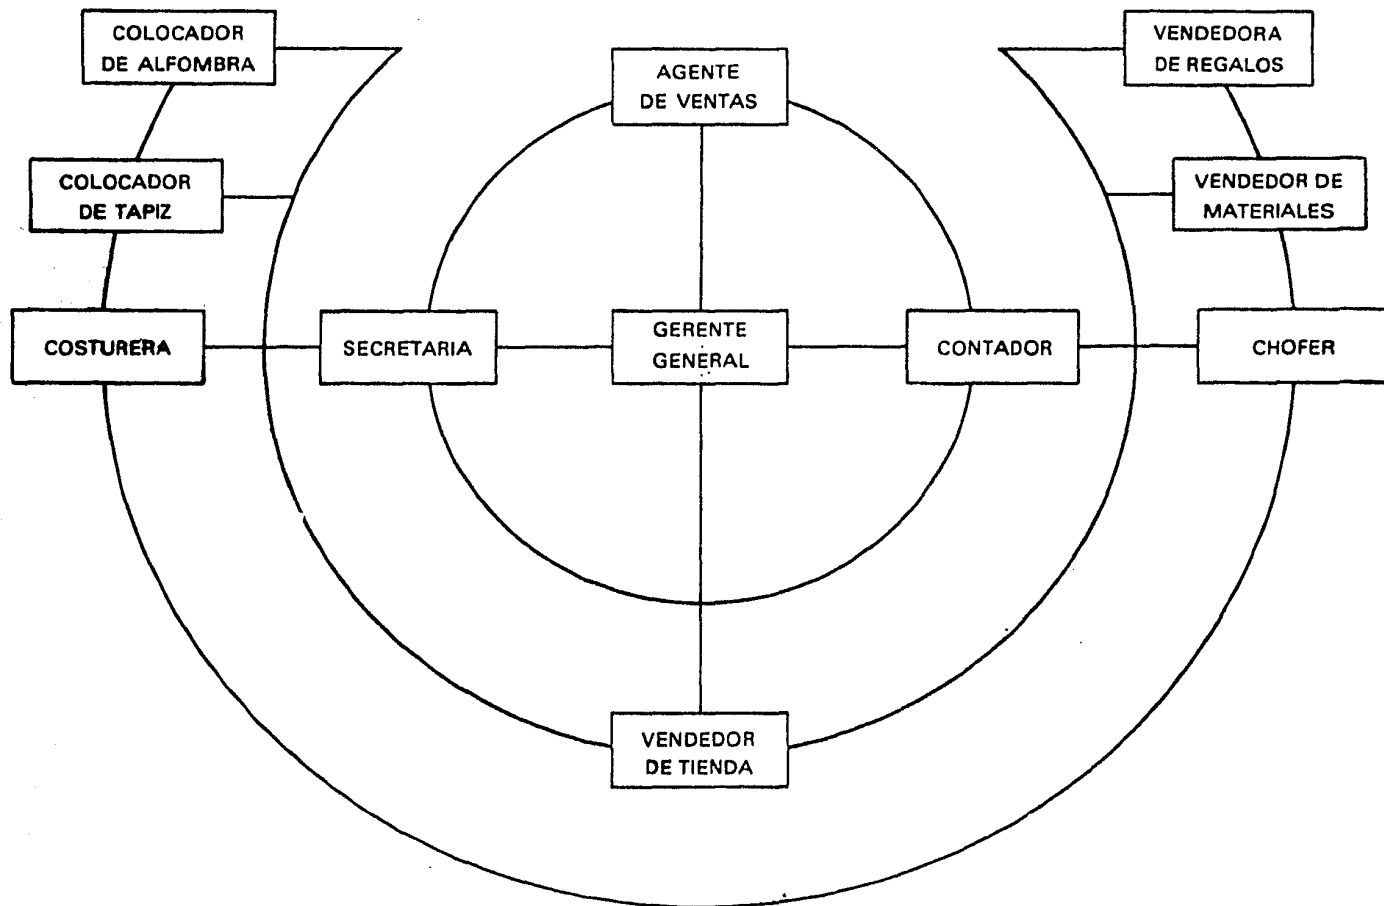 COLOCADOR
DE ALFOMBRA
AGENTE
DE VENTAS
VENDEDORA
DE REGALOS
COLOCADOR
DE TAPIZ
VENDEDOR DE
MATERIALES
COSTURERA
SECRETARIA
GERENTE
GENERAL
CONTADOR
CHOFER
VENDEDOR
DE TIENDA